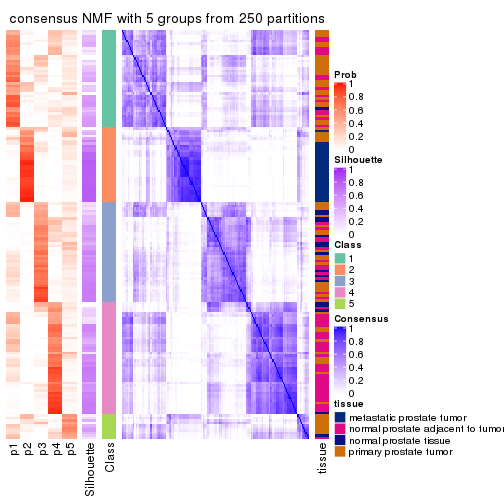 consensus NMF with 5 groups from 250 partitions
Prob
1
0.8
0.6
0.4
0.2
0
Silhouette
1
0.8
0.6
0.4
0.2
0
Class
1
2
3
4
5
Consensus
1
0.8
0.6
0.4
0.2
0
tissue
metastatic prostate tumor
normal prostate adjacent to tumor
normal prostate tissue
primary prostate tumor
p1
p2
p3
p4
p5
Silhouette
Class
tissue